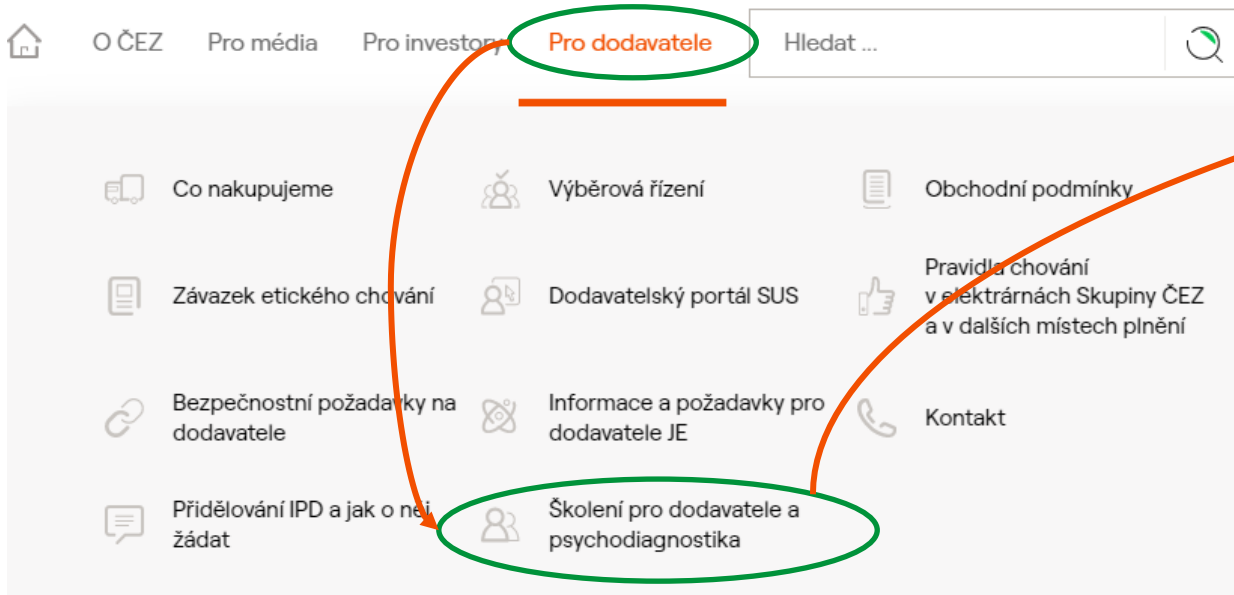 O ČEZ Pro média Pro investory Pro dodavatele Hledat ...
Co nakupujeme Výběrová řízení Obchodní podmínky
Závazek etického chování Dodavatelský portál SUS
Pravidla chování
v elektrárnách Skupiny ČEZ
a v dalších místech plnění
Bezpečnostní požadavky na
dodavatele
Informace a požadavky pro
dodavatele JE
Kontakt
Přidělování IPD a jak o něj
žádat
Školení pro dodavatele a
psychodiagnostika